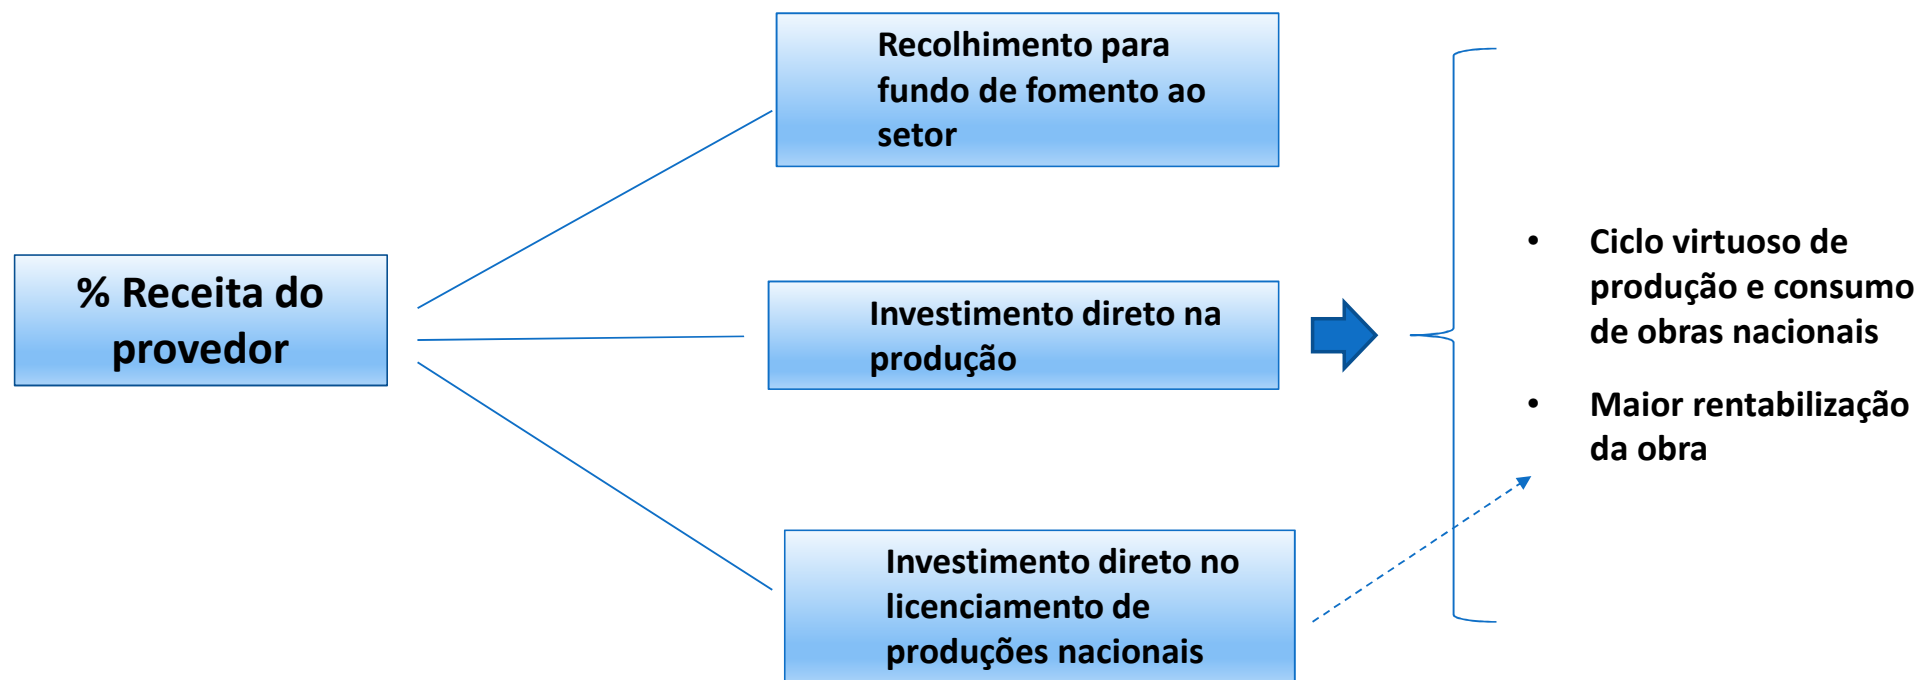 % Receita do
provedor
Recolhimento para
fundo de fomento ao
setor
Investimento direto na
produção
Investimento direto no
licenciamento de
produções nacionais
• Ciclo virtuoso de
produção e consumo
de obras nacionais
• Maior rentabilização
da obra